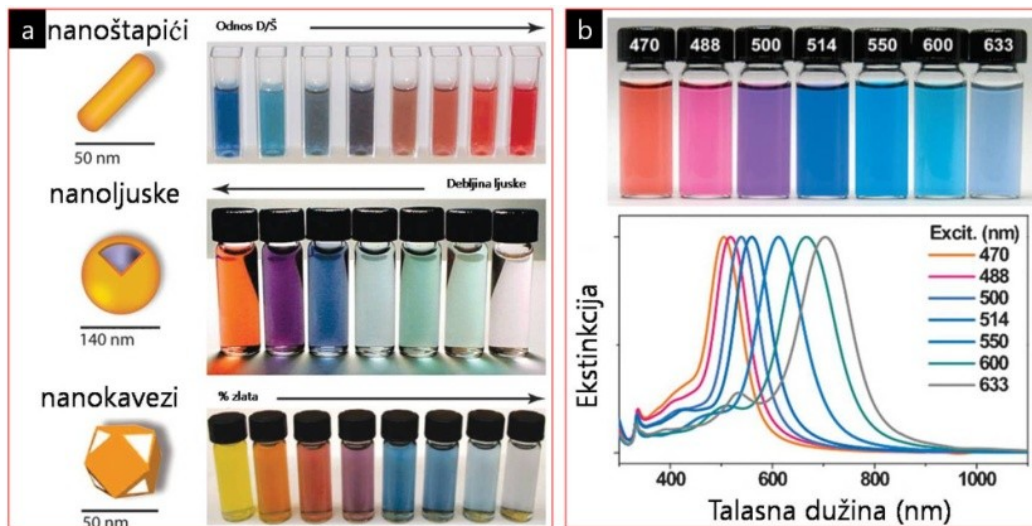 a
nanoštapići
50 nm
Odnos D/Š
nanoljuske
140 nm
Debljina ljuske
nanokavezi
50 nm
% zlata
b
470 488 500 514 550 600 633
Excit. (nm)
470
488
500
514
550
600
633
Ekstinkcija
400 600 800 1000
Talasna dužina (nm)